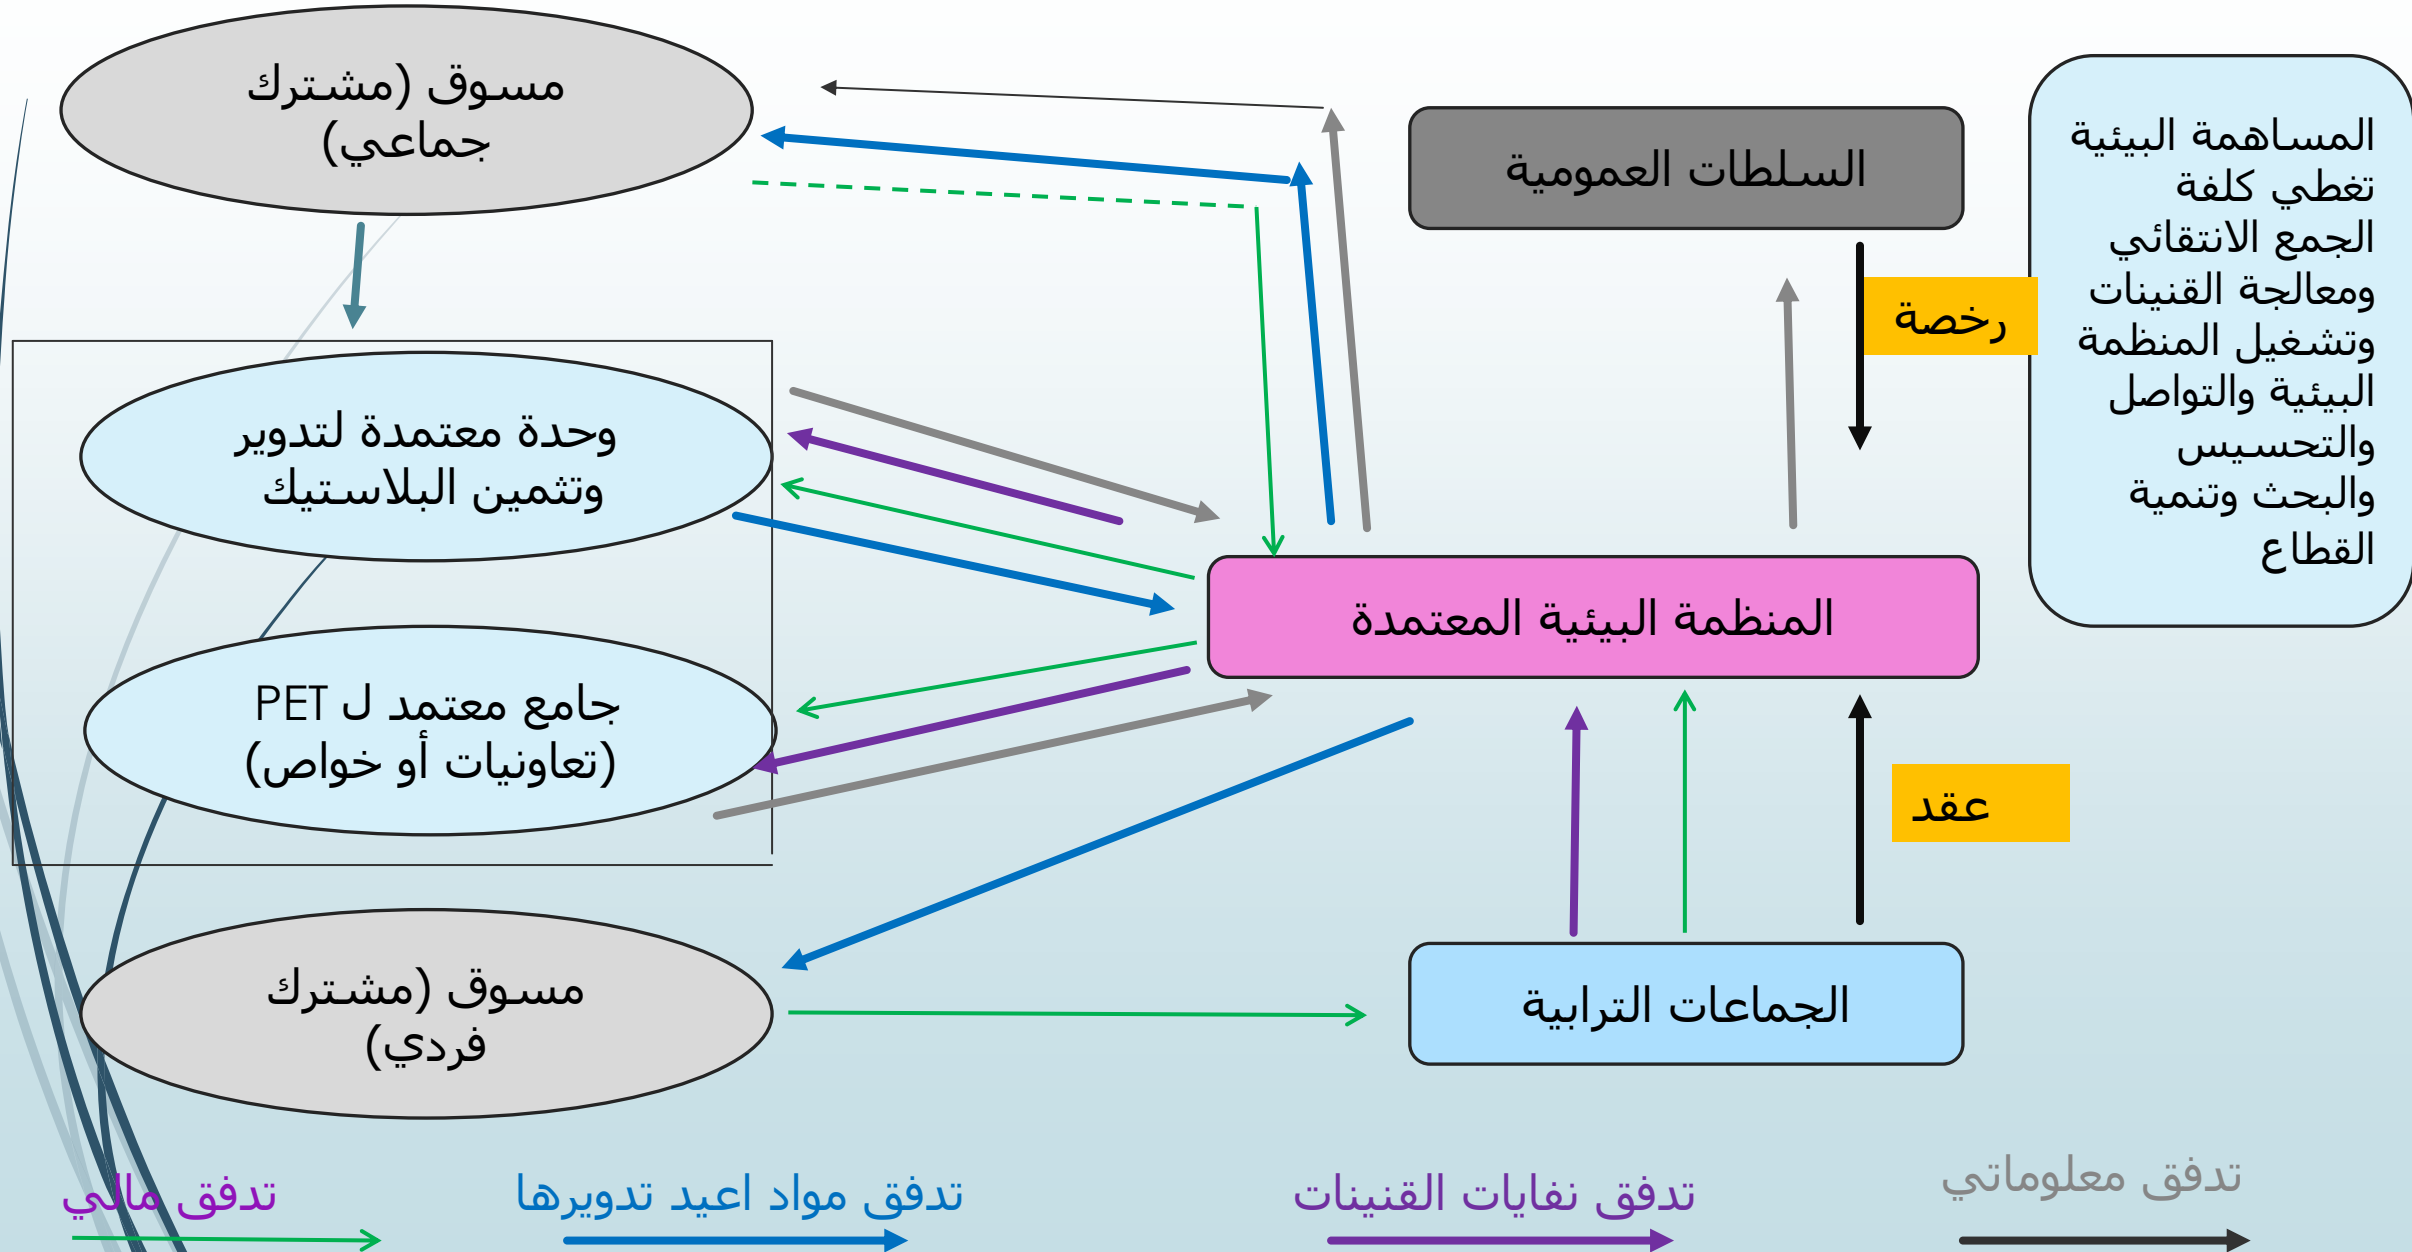 مسوق (مشترك
جماعي)
السلطات العمومية
المساهمة البيئية
تغطي كلفة
الجمع الانتقائي
ومعالجة القنينات
وتشغيل المنظمة
البيئية والتواصل
والتحسيس
والبحث وتنمية
القطاع
رخصة
وحدة معتمدة لتدوير
وتثمين البلاستيك
المنظمة البيئية المعتمدة
جامع معتمد ل PET
(تعاونيات أو خواص)
عقد
مسوق (مشترك
فردي)
الجماعات الترابية
تدفق معلوماتي
تدفق نفايات القنينات
تدفق مواد اعيد تدويرها
تدفق مالي